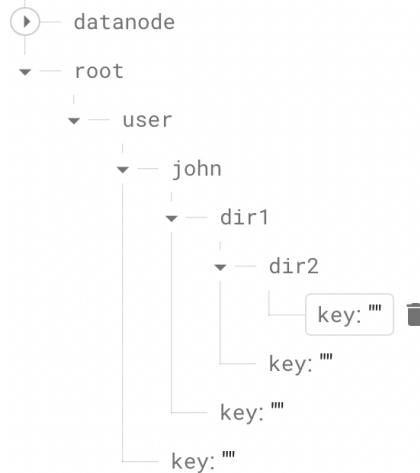 datanode
root
user
john
dir1
dir2
key: ""
key: ""
key: ""
key: ""